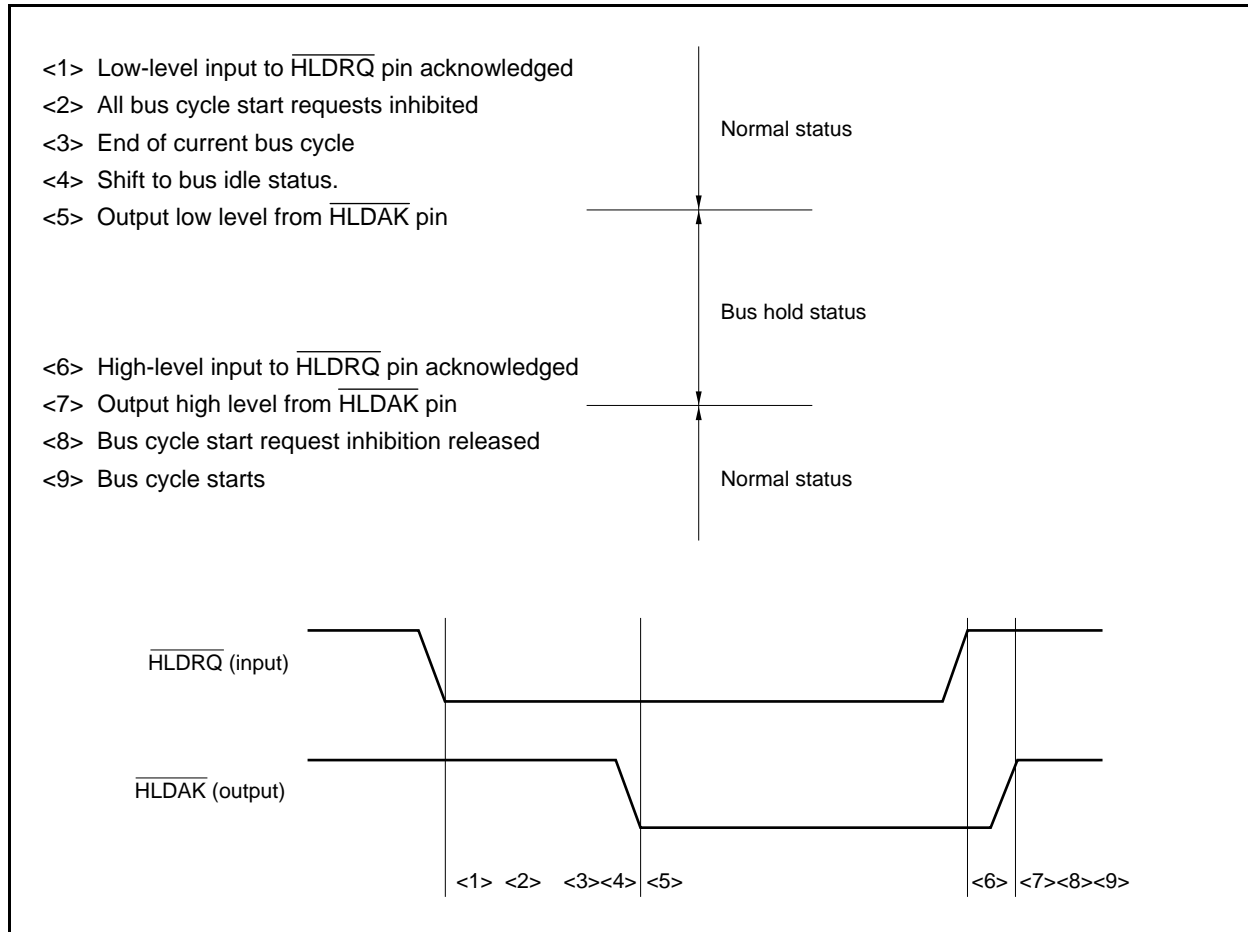 <1> Low-level input to HLDRQ pin acknowledged
<2> All bus cycle start requests inhibited
<3> End of current bus cycle
<4> Shift to bus idle status.
<5> Output low level from HLDAK pin
Normal status
Bus hold status
<6> High-level input to HLDRQ pin acknowledged
<7> Output high level from HLDAK pin
<8> Bus cycle start request inhibition released
<9> Bus cycle starts
Normal status
HLDRQ (input)
HLDAK (output)
<1> <2> <3><4> <5> <6> <7><8><9>